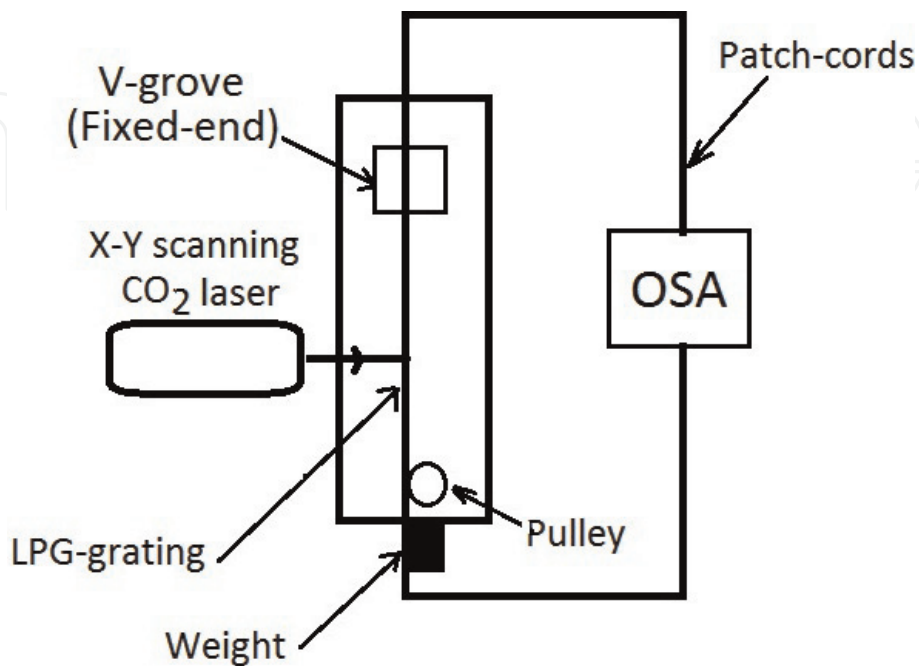 V-grove
(Fixed-end)
Patch-cords
X-Y scanning
CO2 laser
OSA
LPG-grating
Pulley
Weight